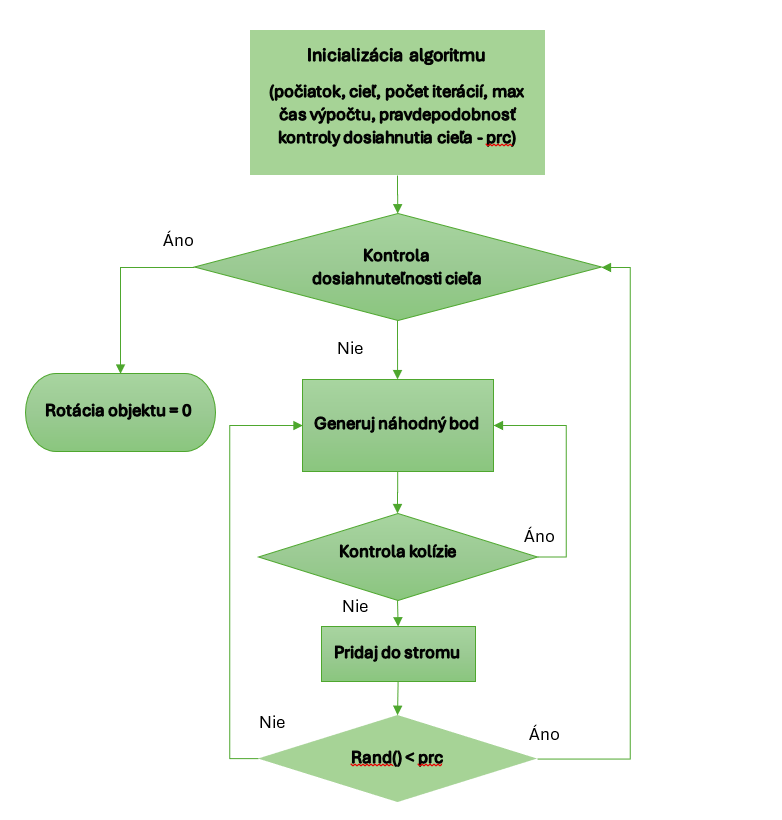 Inicializácia algoritmu
(počiatok, cieľ, počet iterácií, max
čas výpočtu, pravdepodobnosť
kontroly dosiahnutia cieľa - prc)
Áno
Kontrola
dosiahnuteľnosti cieľa
Nie
Rotácia objektu = 0
Generuj náhodný bod
Kontrola kolízie
Áno
Nie
Pridaj do stromu
Nie
Áno
Rand() < prc